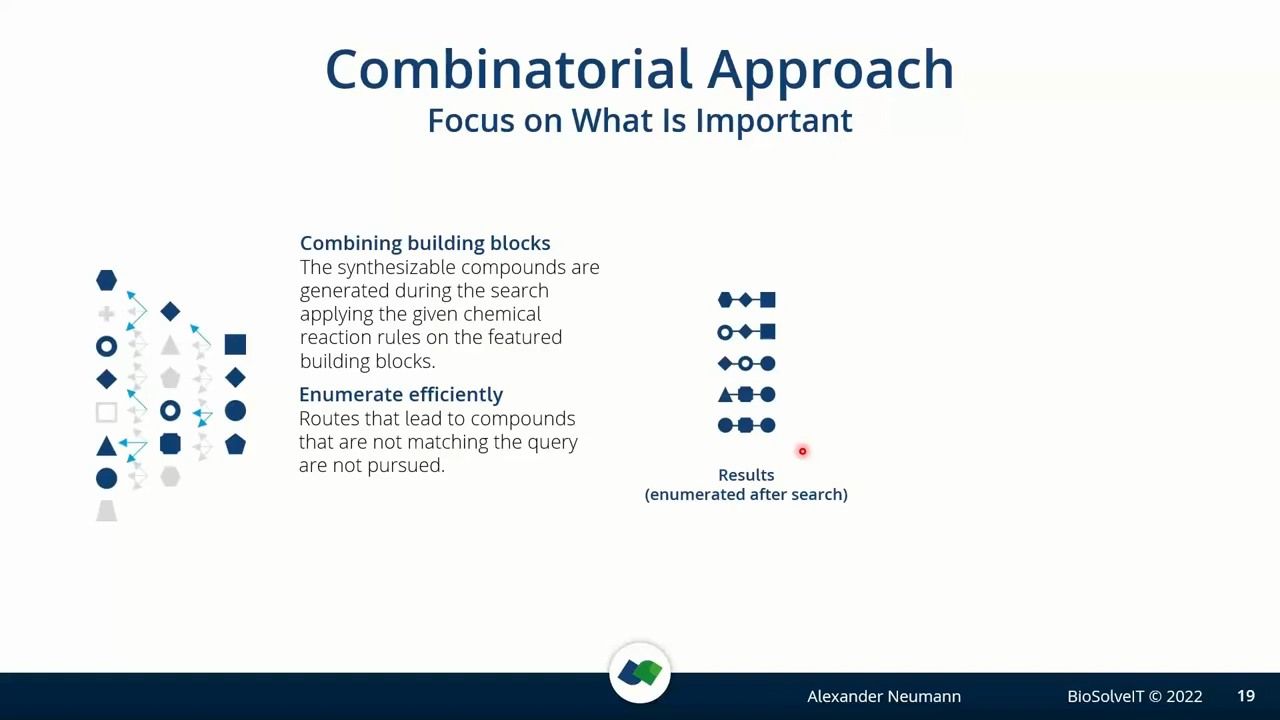 Combinatorial Approach
Focus on What Is Important
Combining building blocks
The synthesizable compounds are
generated during the search
applying the given chemical
reaction rules on the featured
building blocks.
Enumerate efficiently
Routes that lead to compounds
that are not matching the query
are not pursued.
Results
(enumerated after search)
Alexander Neumann
BioSolveIT © 2022
19